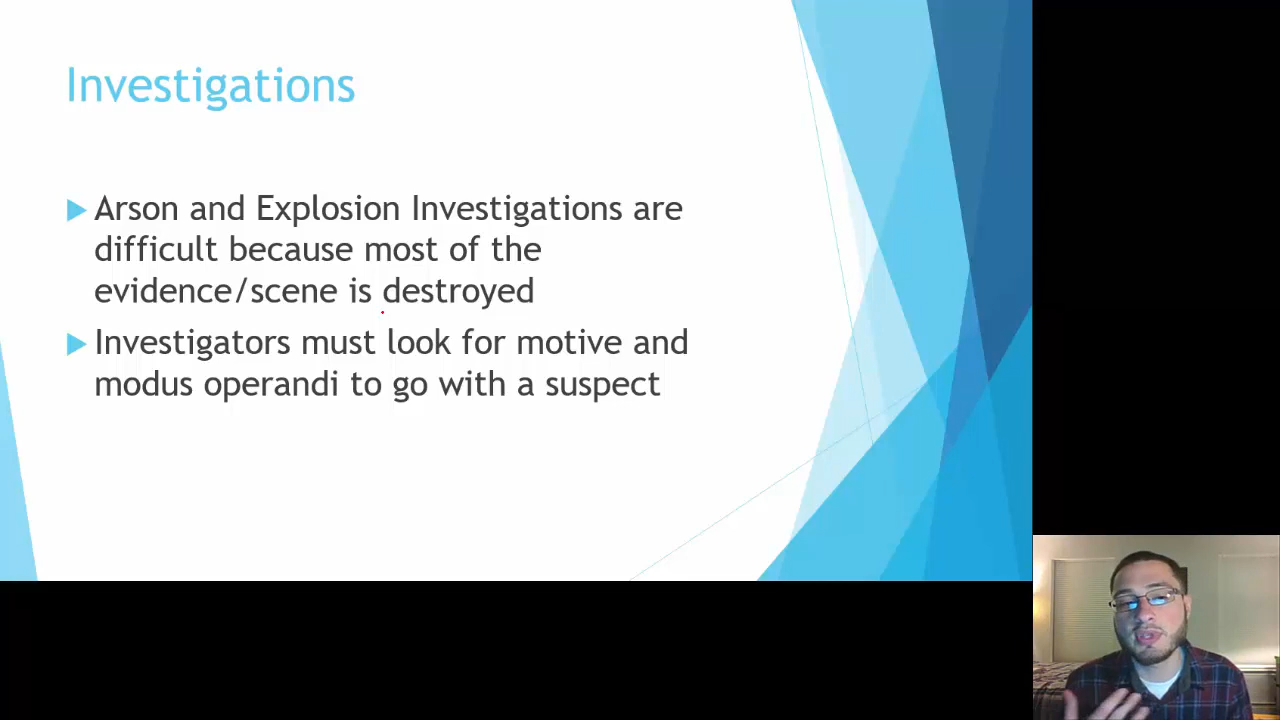 Investigations
Arson and Explosion Investigations are
difficult because most of the
evidence/scene is destroyed
Investigators must look for motive and
modus operandi to go with a suspect